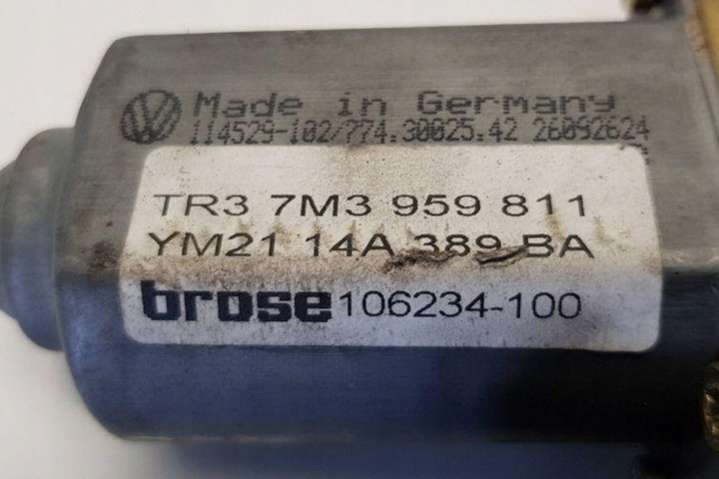 Made in Germany
114529-102/774.30025.42 26092624
TR3 7M3 959 811
YM21 14A 389 BA
brose 106234-100